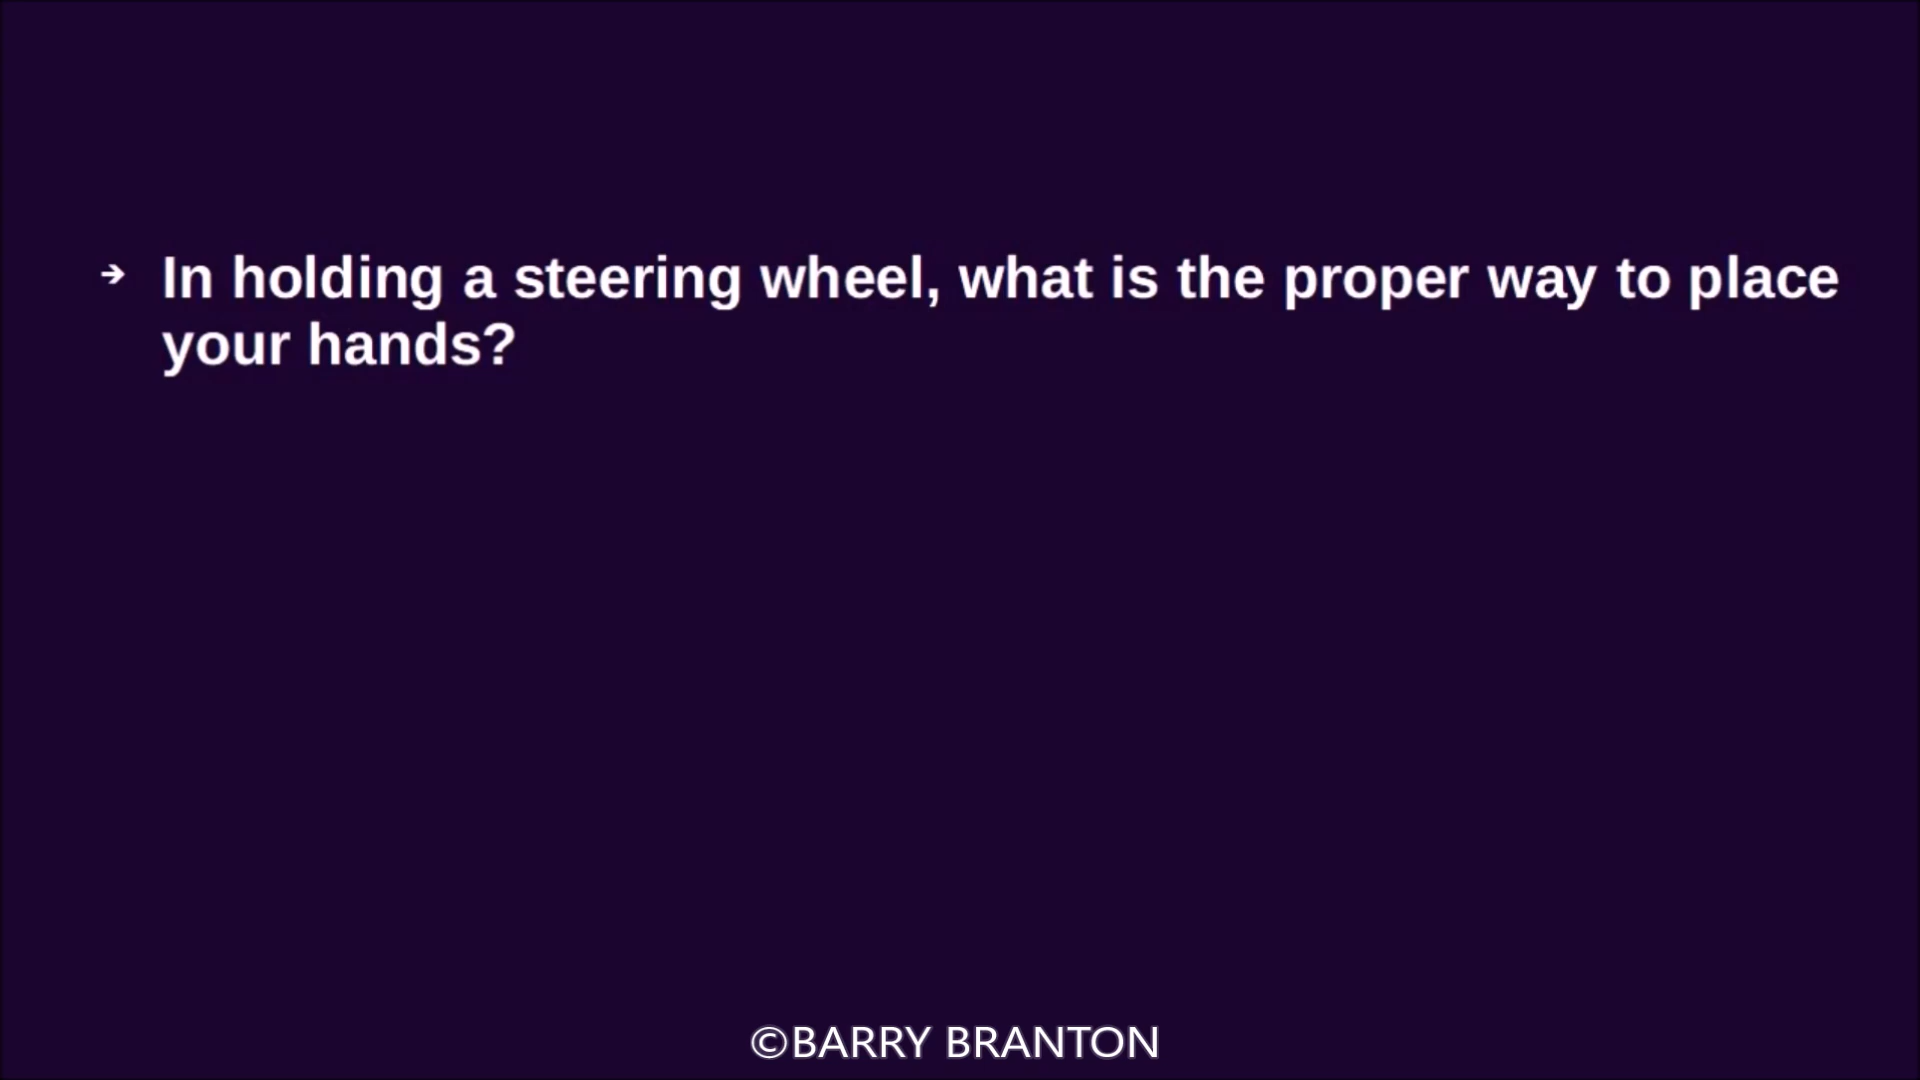 ➔ In holding a steering wheel, what is the proper way to place
your hands?
©BARRY BRANTON